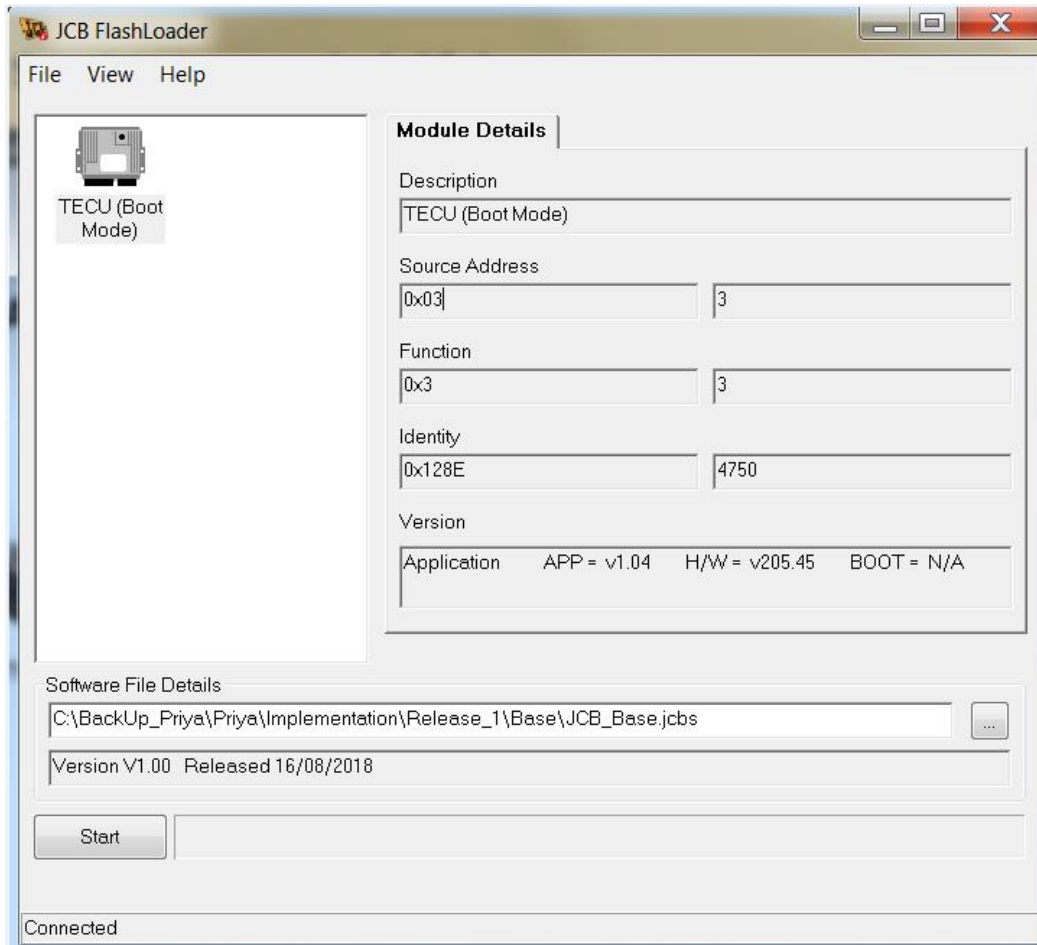 JCB FlashLoader
File View Help
TECU (Boot
Mode)
Module Details
Description
TECU (Boot Mode)
Source Address
0x03 3
Function
0x3 3
Identity
0x128E 4750
Version
Application APP = v1.04 H/W = v205.45 BOOT = N/A
Software File Details
C:\BackUp_Priya\Priya\Implementation\Release_1\Base\JCB_Base.jcbs
...
Version V1.00 Released 16/08/2018
Start
Connected